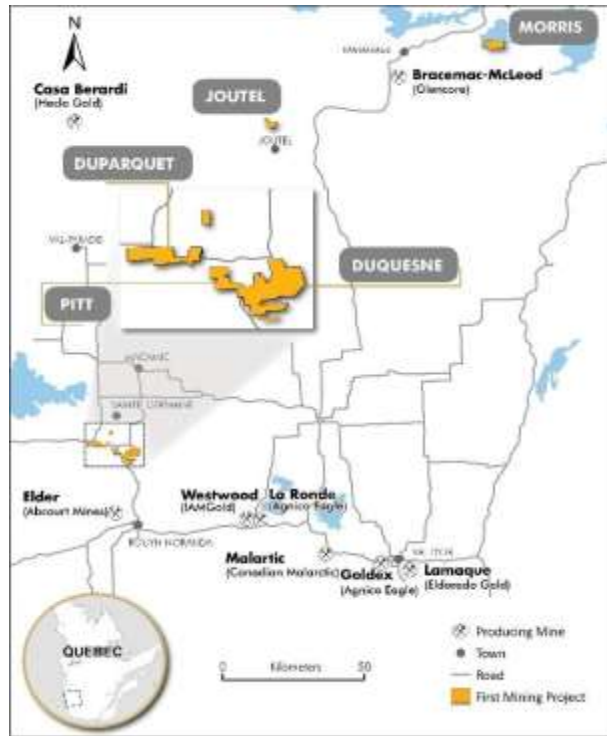 N
MORRIS
MATAGAMI
Bracemac-McLeod
(Glencore)
Casa Berardi
(Hecla Gold)
JOUTEL
JOUTEL
DUPARQUET
DUQUESNE
PITT
Elder
(Abcourt Mines)
ROUYN NORANDA
Westwood
(IAMGold)
La Ronde
(Agnico Eagle)
Malartic
(Canadian Malarctic)
Goldex
(Agnico Eagle)
Lamaque
(Eldorado Gold)
QUEBEC
0 Kilometers 50
Producing Mine
Town
Road
First Mining Project